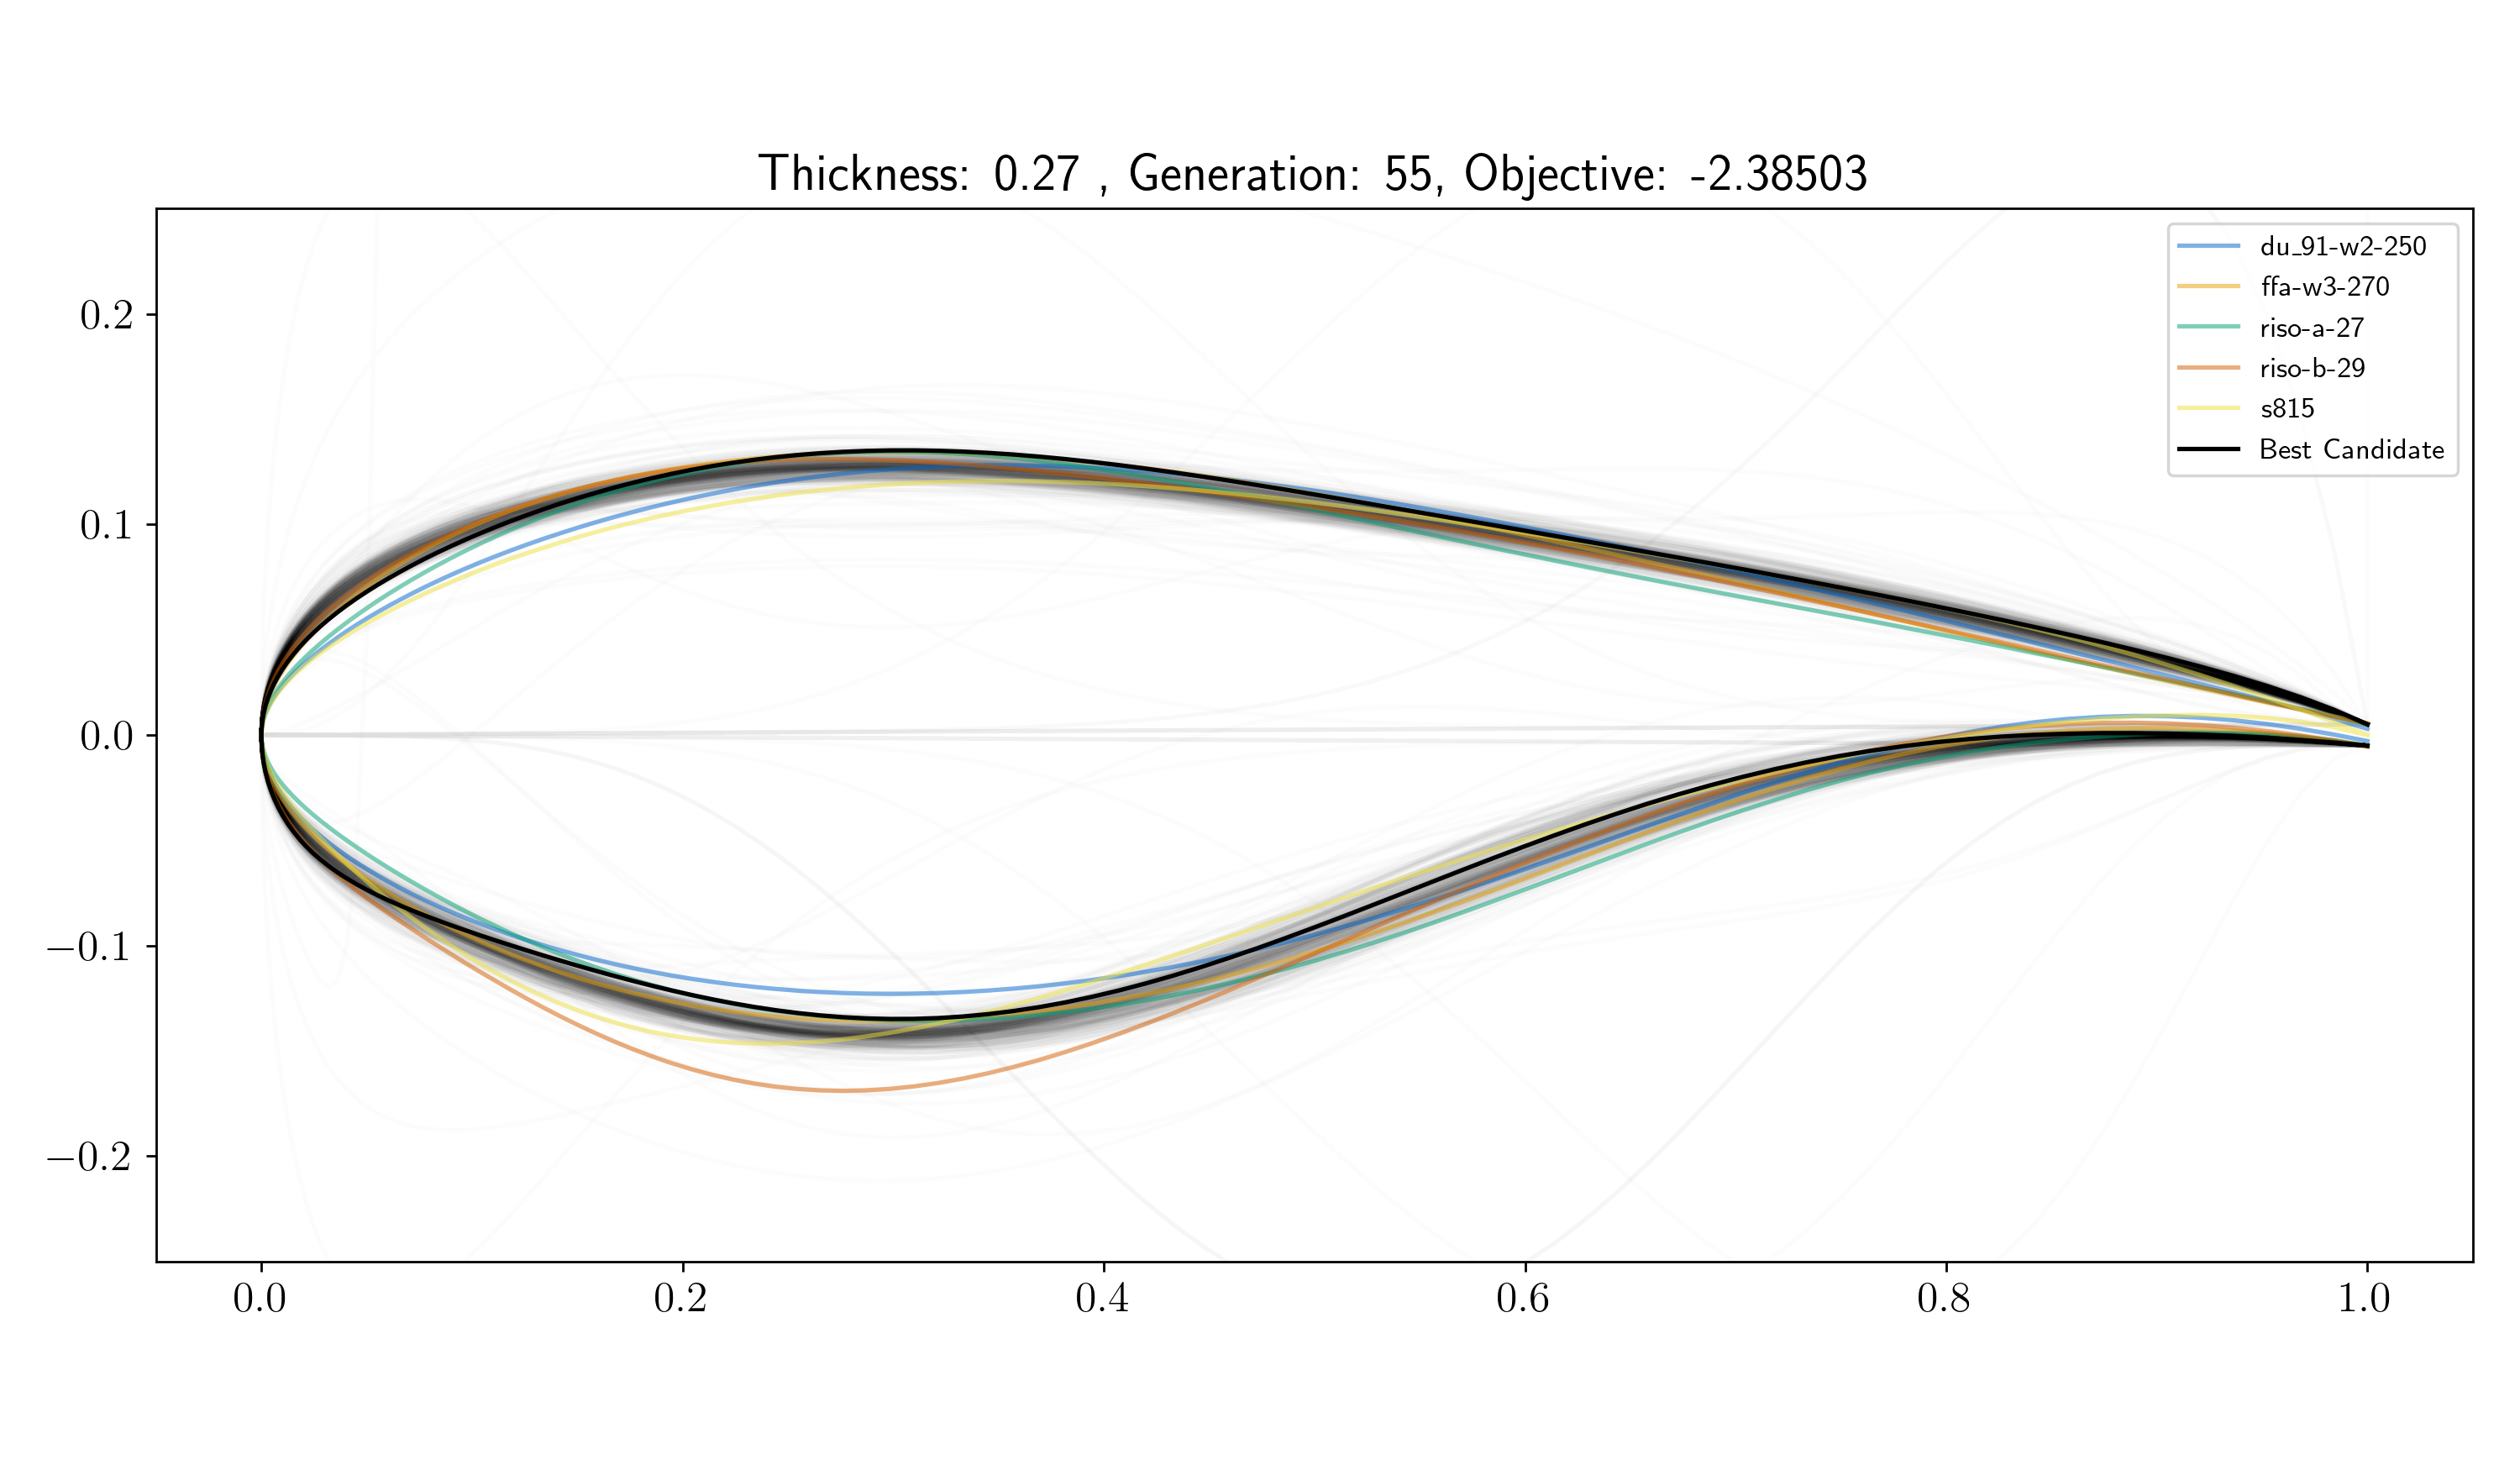 Thickness: 0.27 , Generation: 55, Objective: -2.38503
du_91-w2-250
ffa-w3-270
riso-a-27
riso-b-29
s815
Best Candidate
0.2
0.1
0.0
−0.1
−0.2
0.0 0.2 0.4 0.6 0.8 1.0